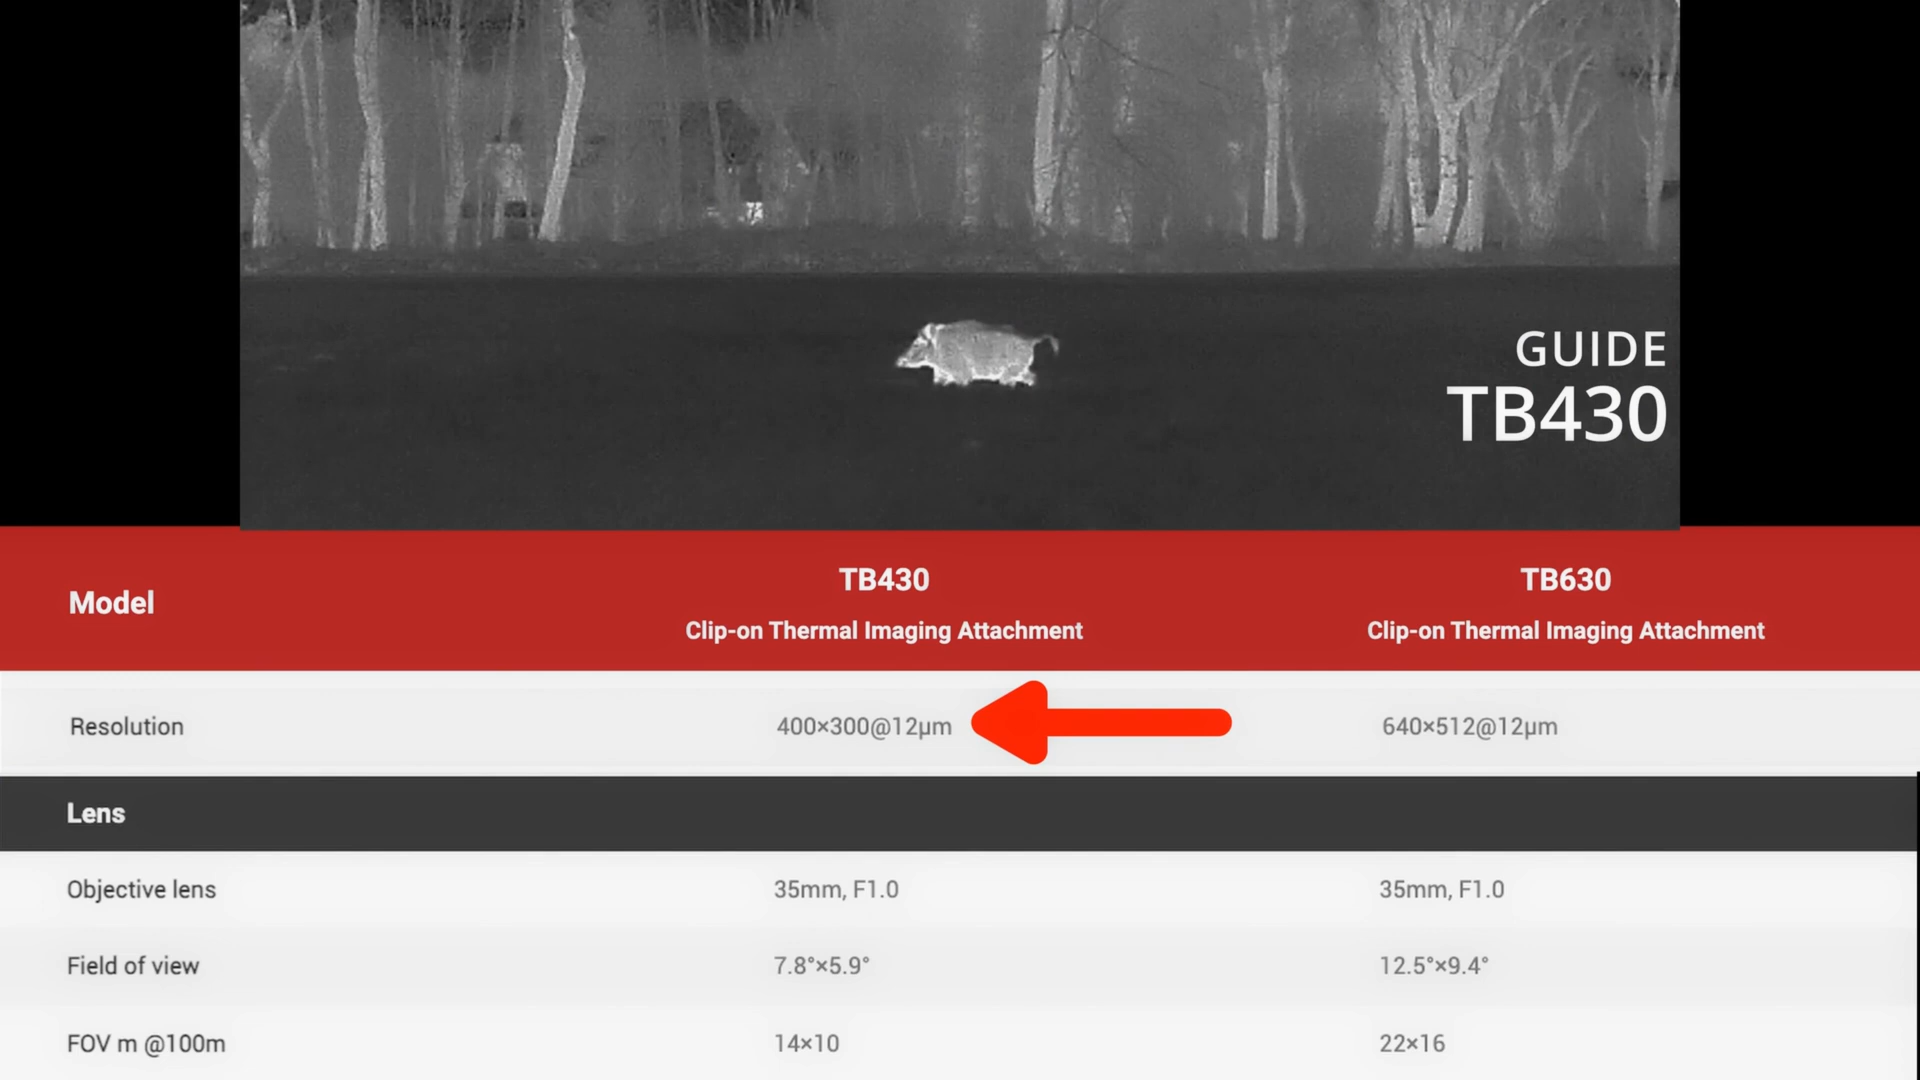 GUIDE
TB430
Model
TB430
Clip-on Thermal Imaging Attachment
TB630
Clip-on Thermal Imaging Attachment
Resolution
400×300@12μm
640×512@12μm
Lens
Objective lens
35mm, F1.0
35mm, F1.0
Field of view
7.8°×5.9°
12.5°×9.4°
FOV m @100m
14×10
22×16